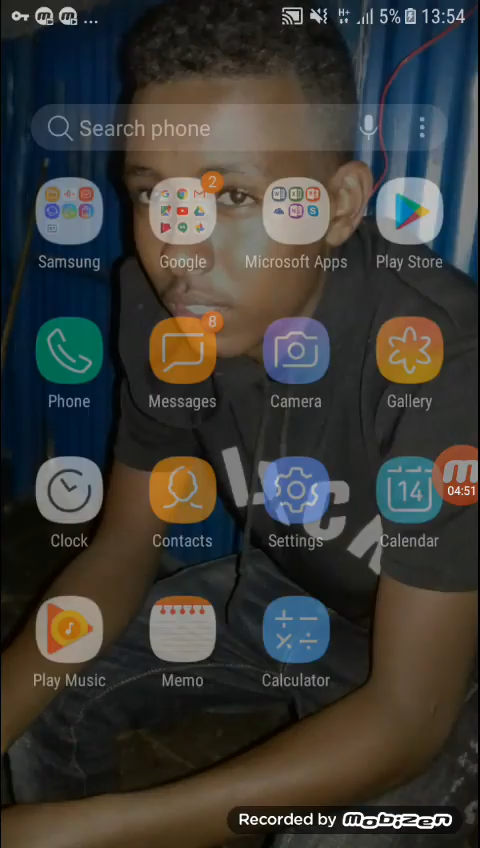 ... H+ 5% 13:54
Search phone
2
Samsung Google Microsoft Apps Play Store
8
Phone Messages Camera Gallery
14
04:51
Clock Contacts Settings Calendar
Play Music Memo Calculator
Recorded by mobizen